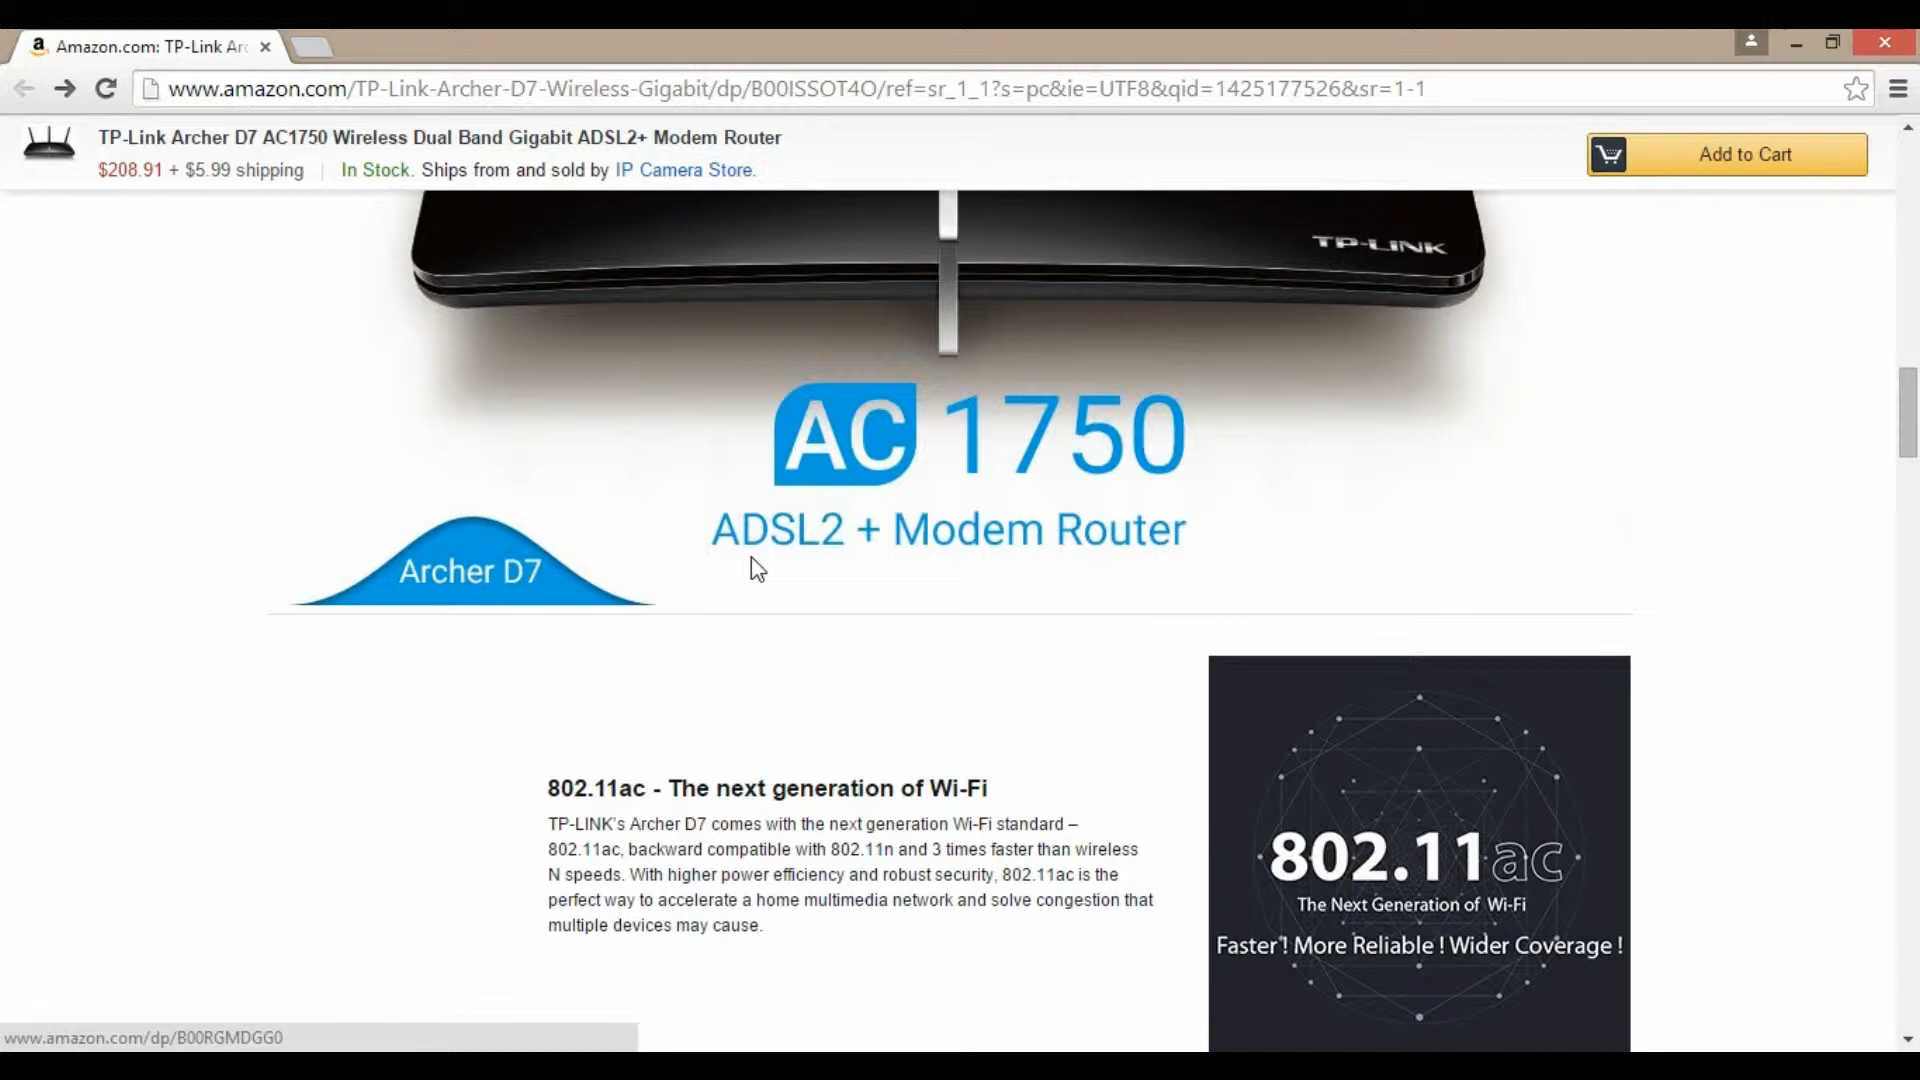 Amazon.com: TP-Link Arc
www.amazon.com/TP-Link-Archer-D7-Wireless-Gigabit/dp/B00ISSOT4O/ref=sr_1_1?s=pc&ie=UTF8&qid=1425177526&sr=1-1
TP-Link Archer D7 AC1750 Wireless Dual Band Gigabit ADSL2+ Modem Router
$208.91 + $5.99 shipping
In Stock. Ships from and sold by IP Camera Store.
Add to Cart
TP-LINK
AC 1750
ADSL2 + Modem Router
Archer D7
802.11ac - The next generation of Wi-Fi
TP-LINK's Archer D7 comes with the next generation Wi-Fi standard –
802.11ac, backward compatible with 802.11n and 3 times faster than wireless
N speeds. With higher power efficiency and robust security, 802.11ac is the
perfect way to accelerate a home multimedia network and solve congestion that
multiple devices may cause.
802.11ac
The Next Generation of Wi-Fi
Faster ! More Reliable ! Wider Coverage !
www.amazon.com/dp/B00RGMDGG0